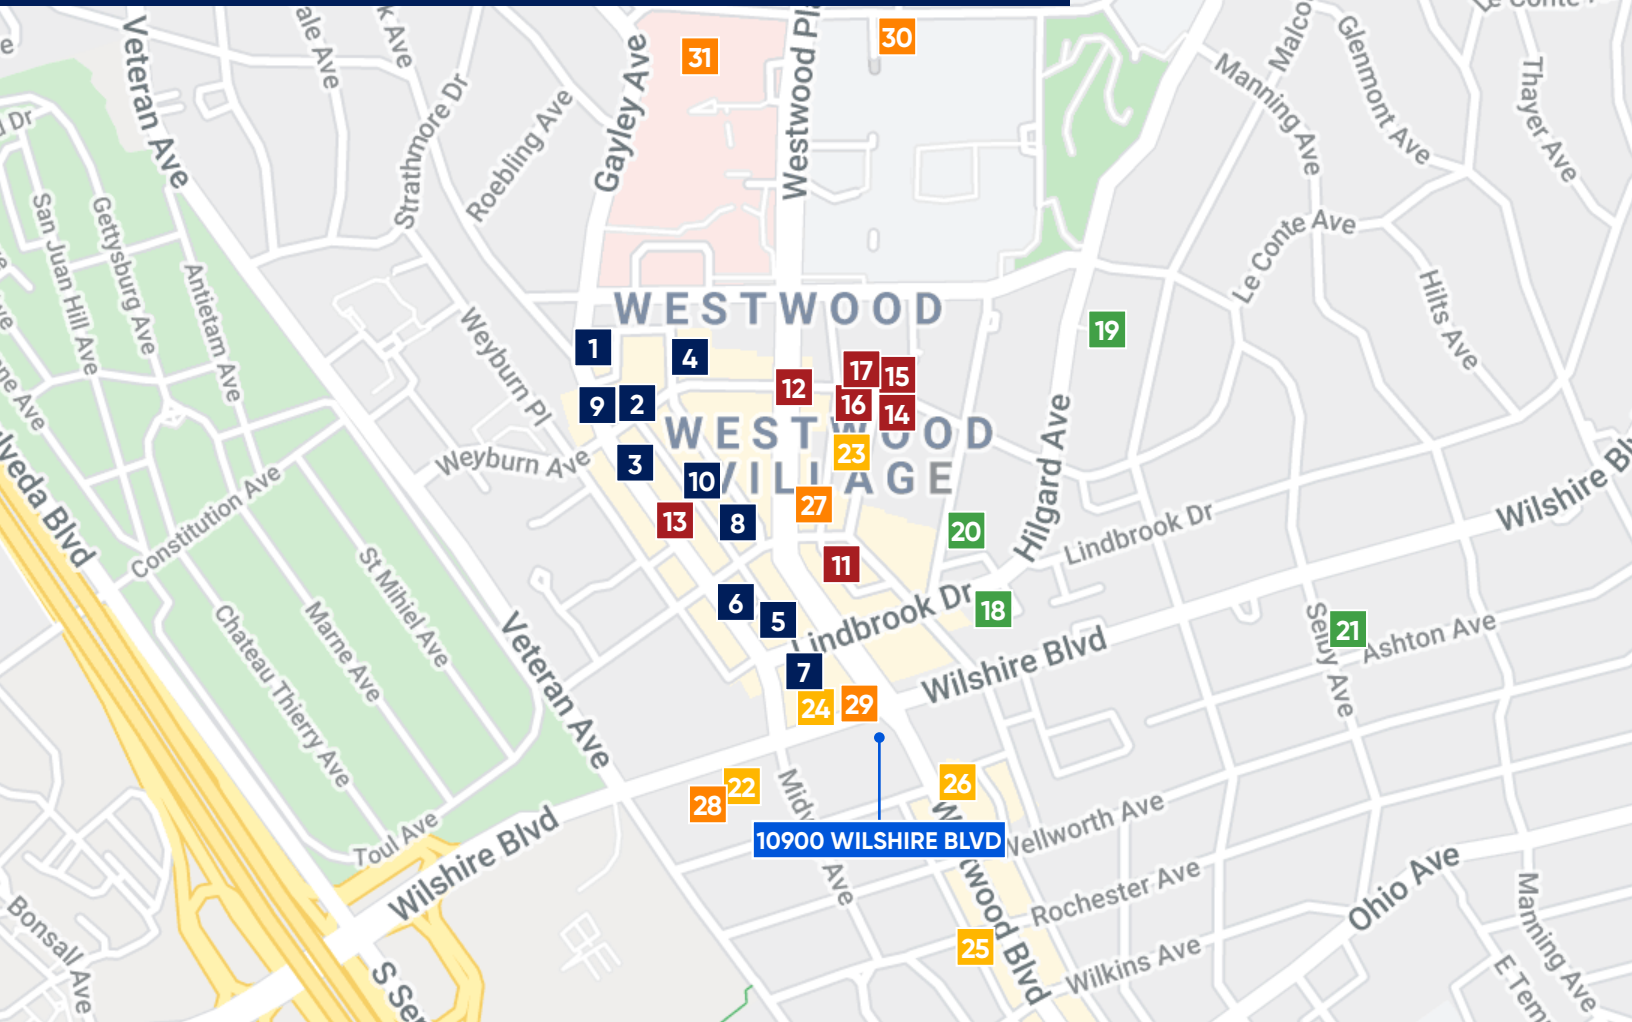 Veteran Ave
Gayley Ave
Westwood
30
31
Strathmore Dr
Roebling Ave
Manning Ave
Glenmont Ave
Thayer Ave
Dr
San Juan Hill Ave
Gettysburg Ave
Antietam Ave
Le Conte Ave
Hilts Ave
WESTWOOD
19
1
4
12
17
15
9
2
16
14
Weyburn Pl
Weyburn Ave
WESTWOOD
VILLAGE
3
10
23
27
13
8
20
11
Hilgard Ave
Lindbrook Dr
Wilshire
Constitution Ave
St Mihiel Ave
Marne Ave
Chateau Thierry Ave
Veteran Ave
6
5
Lindbrook Dr
18
21
Selby Ave
Ashton Ave
7
24
29
Wilshire Blvd
22
28
26
10900 WILSHIRE BLVD
Wellworth Ave
Toul Ave
Wilshire Blvd
Ave
Rochester Ave
Ohio Ave
25
Blvd
Wilkins Ave
Bonsall Ave
Manning Ave
Blvd